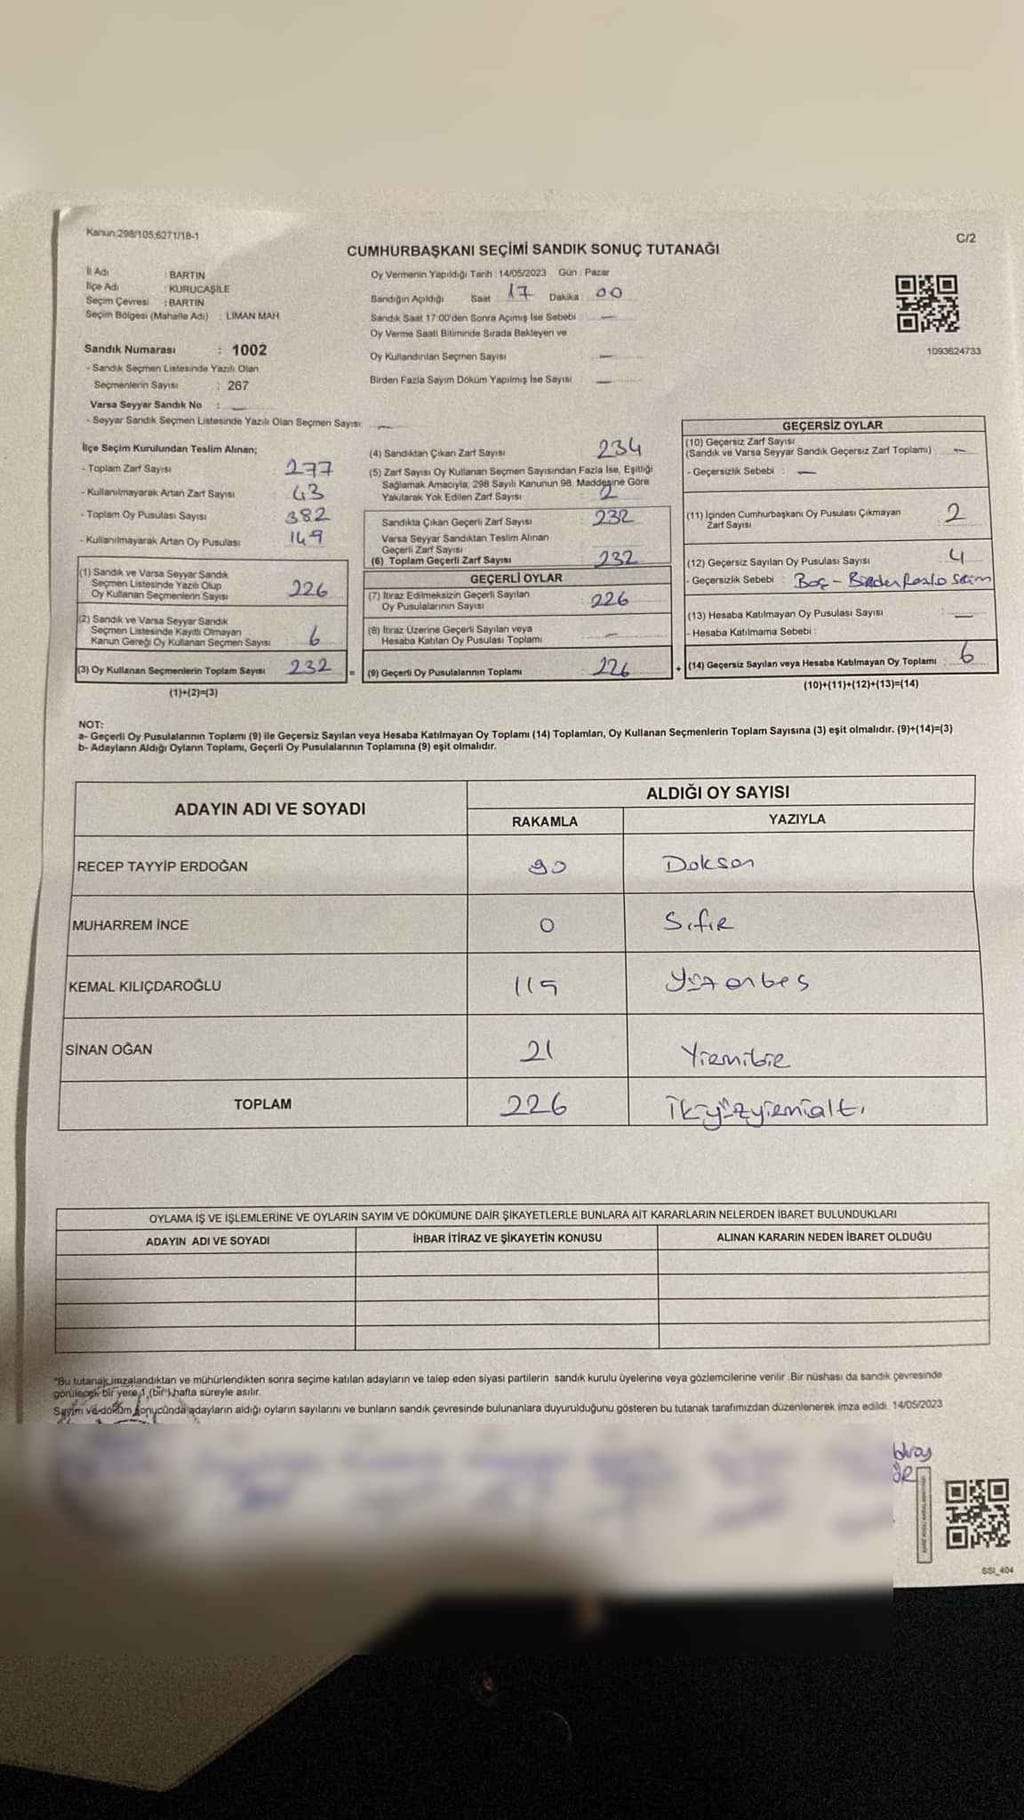 Kanun:298/105;6271/18-1
C/2
CUMHURBAŞKANI SEÇİMİ SANDIK SONUÇ TUTANAĞI
İl Adı : BARTIN
İlçe Adı : KURUCAŞİLE
Seçim Çevresi : BARTIN
Seçim Bölgesi (Mahalle Adı) : LİMAN MAH
Sandık Numarası : 1002
- Sandık Seçmen Listesinde Yazılı Olan
Seçmenlerin Sayısı : 267
Varsa Seyyar Sandık No : —
- Seyyar Sandık Seçmen Listesinde Yazılı Olan Seçmen Sayısı: —
Oy Vermenin Yapıldığı Tarih : 14/05/2023 Gün : Pazar
Sandığın Açıldığı Saat 17 Dakika 00
Sandık Saat 17:00'den Sonra Açımış İse Sebebi —
Oy Verme Saati Bitiminde Sırada Bekleyen ve
Oy Kullandırılan Seçmen Sayısı —
Birden Fazla Sayım Döküm Yapılmış İse Sayısı —
1093624733
İlçe Seçim Kurulundan Teslim Alınan;
- Toplam Zarf Sayısı 277
- Kullanılmayarak Artan Zarf Sayısı 43
- Toplam Oy Pusulası Sayısı 382
- Kullanılmayarak Artan Oy Pusulası 149
(1) Sandık ve Varsa Seyyar Sandık
Seçmen Listesinde Yazılı Olup
Oy Kullanan Seçmenlerin Sayısı 226
(2) Sandık ve Varsa Seyyar Sandık
Seçmen Listesinde Kayıtlı Olmayan
Kanun Gereği Oy Kullanan Seçmen Sayısı 6
(3) Oy Kullanan Seçmenlerin Toplam Sayısı 232 =
(1)+(2)=(3)
(4) Sandıktan Çıkan Zarf Sayısı 234
(5) Zarf Sayısı Oy Kullanan Seçmen Sayısından Fazla İse, Eşitliği
Sağlamak Amacıyla, 298 Sayılı Kanunun 98. Maddesine Göre
Yakılarak Yok Edilen Zarf Sayısı 2
Sandıkta Çıkan Geçerli Zarf Sayısı 232
Varsa Seyyar Sandıktan Teslim Alınan
Geçerli Zarf Sayısı
(6) Toplam Geçerli Zarf Sayısı 232
GEÇERLİ OYLAR
(7) İtiraz Edilmeksizin Geçerli Sayılan
Oy Pusulalarının Sayısı 226
(8) İtiraz Üzerine Geçerli Sayılan veya
Hesaba Katılan Oy Pusulası Toplamı —
(9) Geçerli Oy Pusulalarının Toplamı 226 +
GEÇERSİZ OYLAR
(10) Geçersiz Zarf Sayısı
(Sandık ve Varsa Seyyar Sandık Geçersiz Zarf Toplamı) —
- Geçersizlik Sebebi : —
(11) İçinden Cumhurbaşkanı Oy Pusulası Çıkmayan
Zarf Sayısı 2
(12) Geçersiz Sayılan Oy Pusulası Sayısı 4
- Geçersizlik Sebebi Boş - Birden fazla seçim
(13) Hesaba Katılmayan Oy Pusulası Sayısı —
- Hesaba Katılmama Sebebi :
(14) Geçersiz Sayılan veya Hesaba Katılmayan Oy Toplamı 6
(10)+(11)+(12)+(13)=(14)
NOT:
a- Geçerli Oy Pusulalarının Toplamı (9) ile Geçersiz Sayılan veya Hesaba Katılmayan Oy Toplamı (14) Toplamları, Oy Kullanan Seçmenlerin Toplam Sayısına (3) eşit olmalıdır. (9)+(14)=(3)
b- Adayların Aldığı Oyların Toplamı, Geçerli Oy Pusulalarının Toplamına (9) eşit olmalıdır.
ADAYIN ADI VE SOYADI
ALDIĞI OY SAYISI
RAKAMLA YAZIYLA
RECEP TAYYİP ERDOĞAN 90 Doksan
MUHARREM İNCE 0 Sıfır
KEMAL KILIÇDAROĞLU 115 Yüzonbeş
SİNAN OĞAN 21 Yirmibir
TOPLAM 226 ikiyüzyirmialtı
OYLAMA İŞ VE İŞLEMLERİNE VE OYLARIN SAYIM VE DÖKÜMÜNE DAİR ŞİKAYETLERLE BUNLARA AİT KARARLARIN NELERDEN İBARET BULUNDUKLARI
ADAYIN ADI VE SOYADI İHBAR İTİRAZ VE ŞİKAYETİN KONUSU ALINAN KARARIN NEDEN İBARET OLDUĞU
"Bu tutanak imzalandıktan ve mühürlendikten sonra seçime katılan adayların ve talep eden siyasi partilerin sandık kurulu üyelerine veya gözlemcilerine verilir. Bir nüshası da sandık çevresinde
görülecek bir yere 1 (bir) hafta süreyle asılır.
Sayım ve döküm sonucunda adayların aldığı oyların sayılarını ve bunların sandık çevresinde bulunanlara duyurulduğunu gösteren bu tutanak tarafımızdan düzenlenerek imza edildi. 14/05/2023
SSI_404